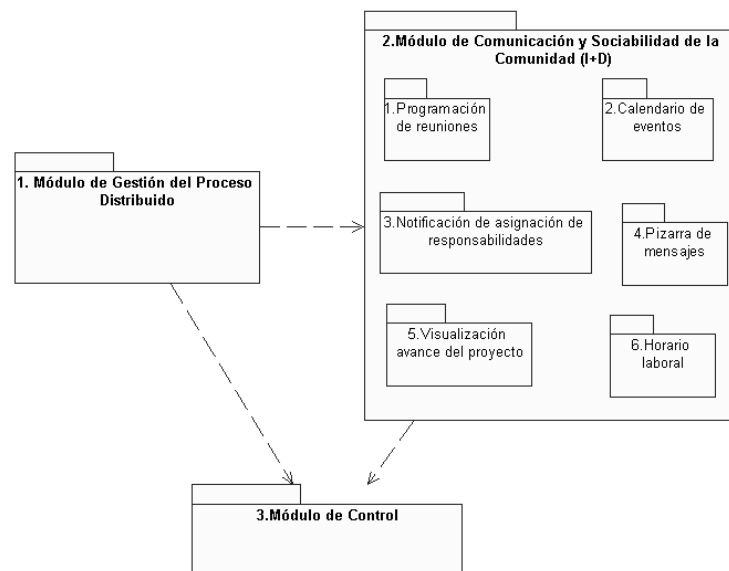 2.Módulo de Comunicación y Sociabilidad de la
Comunidad (I+D)
1.Programación
de reuniones
2.Calendario de
eventos
1. Módulo de Gestión del Proceso
Distribuido
3.Notificación de asignación de
responsabilidades
4.Pizarra de
mensajes
5.Visualización
avance del proyecto
6.Horario
laboral
3.Módulo de Control